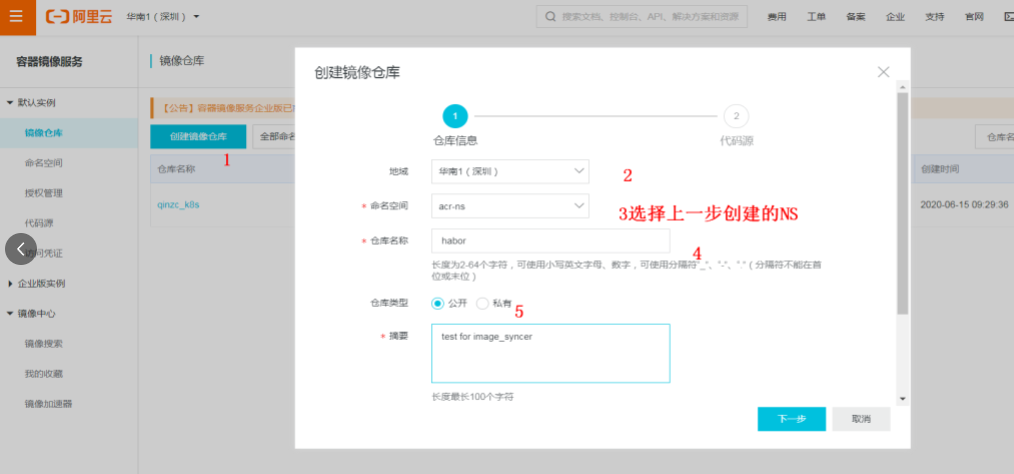 阿里云 华南1（深圳） 搜索文档、控制台、API、解决方案和资源 费用 工单 备案 企业 支持 官网
容器镜像服务
镜像仓库
默认实例
镜像仓库
命名空间
授权管理
代码源
访问凭证
企业版实例
镜像中心
镜像搜索
我的收藏
镜像加速器
【公告】容器镜像服务企业版已
创建镜像仓库 全部命名
1
仓库名称
qinzc_k8s
仓库名
创建时间
2020-06-15 09:29:36
创建镜像仓库
1 2
仓库信息 代码源
地域 华南1（深圳） 2
* 命名空间 acr-ns 3选择上一步创建的NS
* 仓库名称 habor 4
长度为2-64个字符，可使用小写英文字母、数字，可使用分隔符"_"、"-"、"."（分隔符不能在首
位或末位）
仓库类型 公开 私有 5
* 摘要 test for image_syncer
长度最长100个字符
下一步 取消